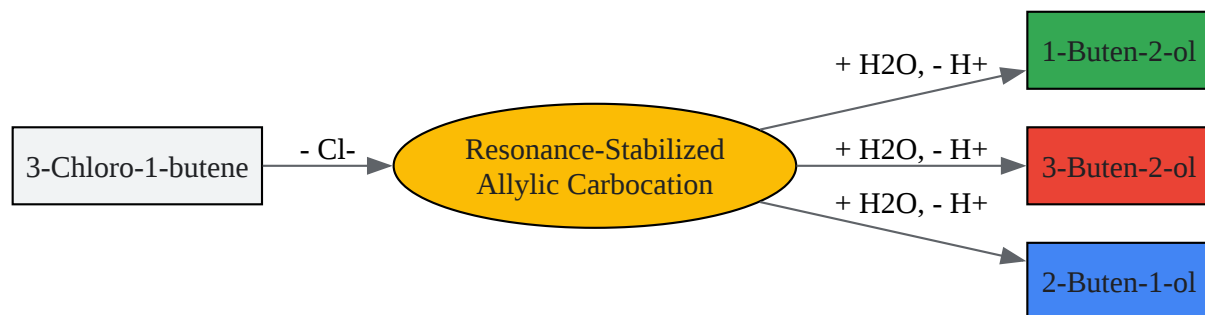 3-Chloro-1-butene
- Cl-
Resonance-Stabilized
Allylic Carbocation
+ H2O, - H+
1-Buten-2-ol
+ H2O, - H+
3-Buten-2-ol
+ H2O, - H+
2-Buten-1-ol